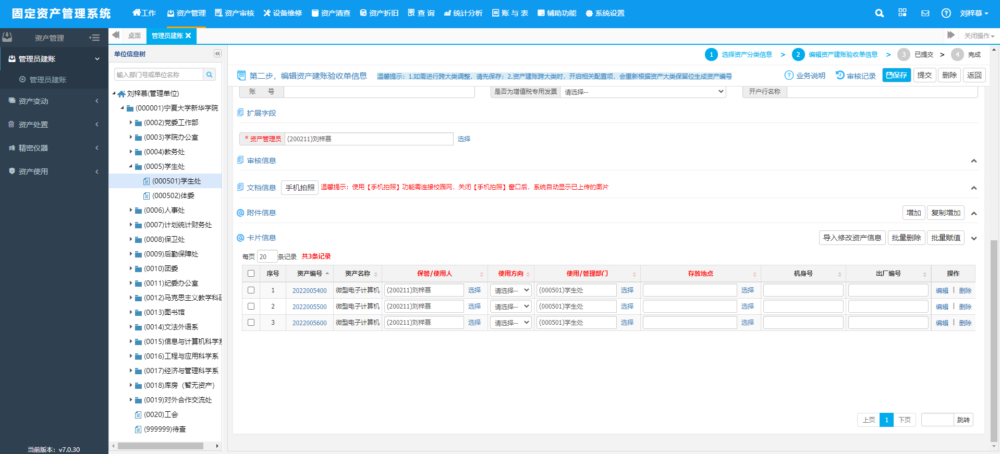 固定资产管理系统
工作
资产管理
资产审核
设备维修
资产清查
资产折旧
查 询
统计分析
账 与 表
辅助功能
系统设置
刘梓慕
资产管理
桌面
管理员建账
关闭操作
管理员建账
管理员建账
资产变动
资产处置
精密仪器
资产使用
当前版本：v7.0.30
单位信息树
输入部门号或单位名称
刘梓慕(管理单位)
(000001)宁夏大学新华学院
(0002)党委工作部
(0003)学院办公室
(0004)教务处
(0005)学生处
(000501)学生处
(000502)体委
(0006)人事处
(0007)计划统计财务处
(0008)保卫处
(0009)后勤保障处
(0010)团委
(0011)纪委办公室
(0012)马克思主义教学科
(0013)图书馆
(0014)文法外语系
(0015)信息与计算机科学
(0016)工程与应用科学系
(0017)经济与管理科学系
(0018)库房（暂无资产）
(0019)对外合作交流处
(0020)工会
(999999)待查
1 选择资产分类信息 > 2 编辑资产建账验收单信息 > 3 已提交 > 4 完成
第二步，编辑资产建账验收单信息
温馨提示：1.如需进行跨大类调整，请先保存；2.资产建账跨大类时，开启相关配置项，会重新根据资产大类保留位生成资产编号
业务说明
审核记录
保存
提交
删除
返回
账 号
是否为增值税专用发票
请选择--
开户行名称
扩展字段
* 资产管理员
(200211)刘梓慕
选择
审核信息
文档信息
手机拍照
温馨提示：使用【手机拍照】功能需连接校园网，关闭【手机拍照】窗口后，系统自动显示已上传的图片
附件信息
增加
复制增加
卡片信息
导入修改资产信息
批量删除
批量赋值
每页 20 条记录 共3条记录
序号 资产编号 资产名称 保管/使用人 使用方向 使用/管理部门 存放地点 机身号 出厂编号 操作
1 2022005400 微型电子计算机 (200211)刘梓慕 选择 请选择-- (000501)学生处 选择 选择 编辑 | 删除
2 2022005500 微型电子计算机 (200211)刘梓慕 选择 请选择-- (000501)学生处 选择 选择 编辑 | 删除
3 2022005600 微型电子计算机 (200211)刘梓慕 选择 请选择-- (000501)学生处 选择 选择 编辑 | 删除
上页 1 下页 跳转